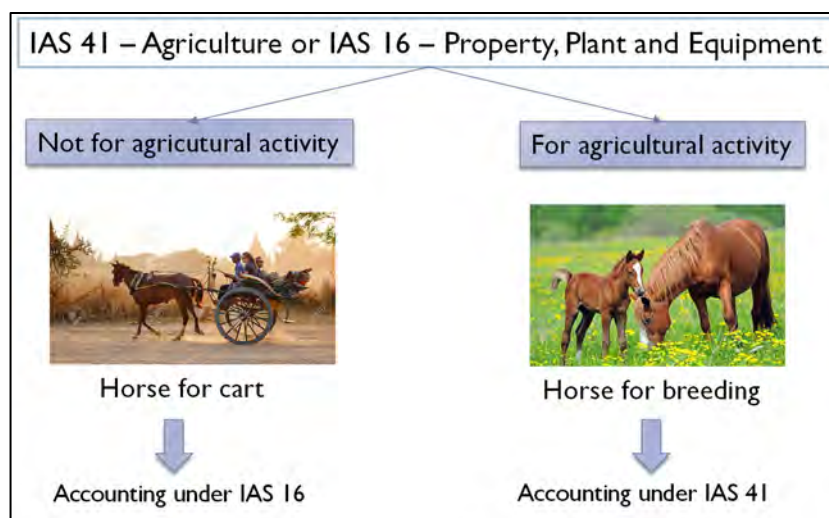 IAS 41 – Agriculture or IAS 16 – Property, Plant and Equipment
Not for agricutural activity
For agricultural activity
Horse for cart
Horse for breeding
Accounting under IAS 16
Accounting under IAS 41